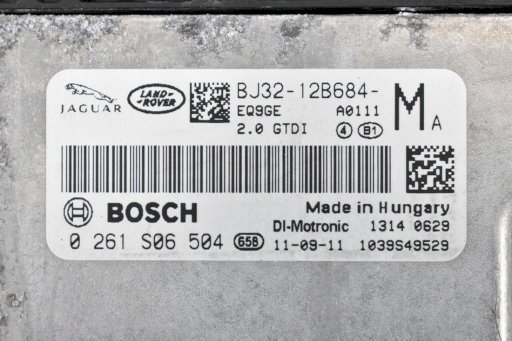 JAGUAR
LAND-
ROVER
BJ32-12B684-
M A
EQ9GE A0111
2.0 GTDI 4 B1
BOSCH
Made in Hungary
DI-Motronic 1314 0629
0 261 S06 504 658 11-09-11 1039S49529